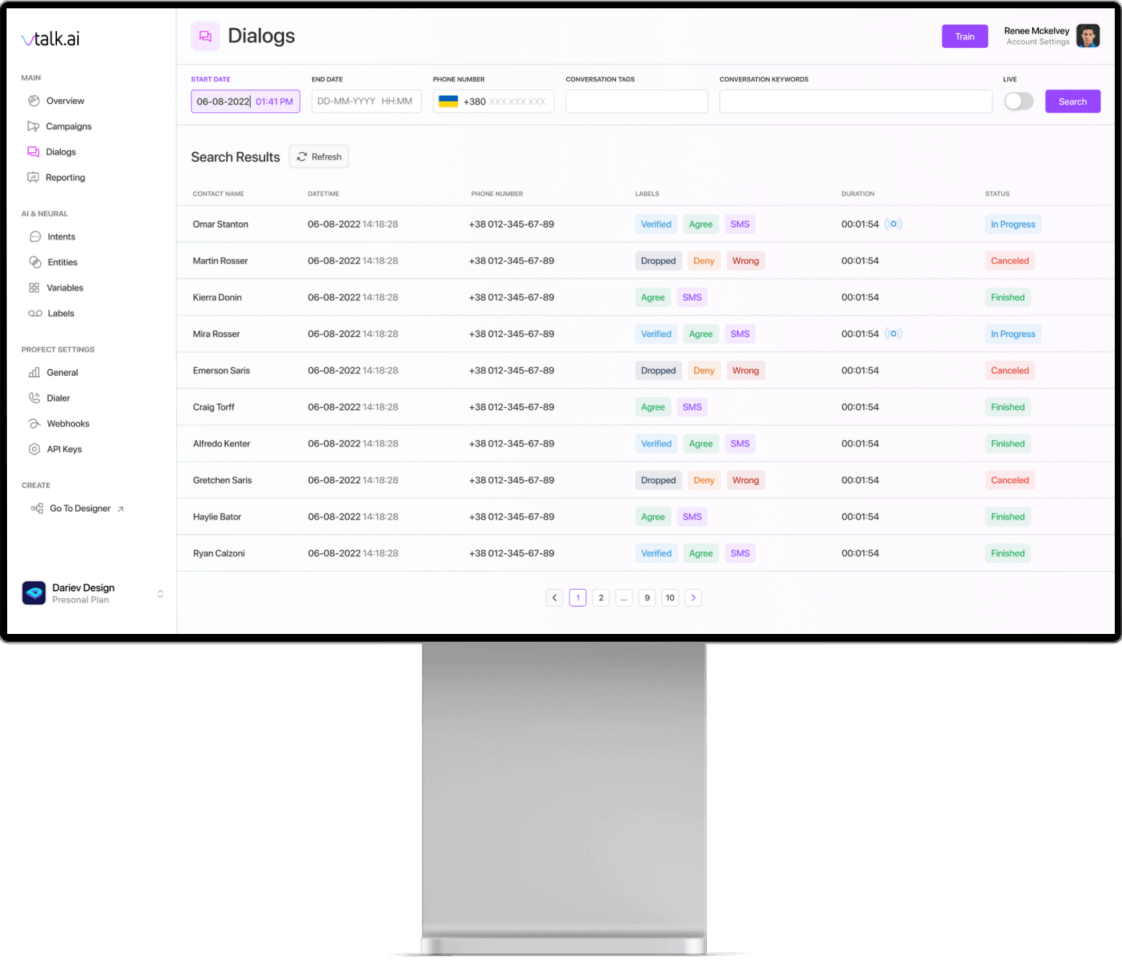 vtalk.ai
MAIN
Overview
Campaigns
Dialogs
Reporting
AI & NEURAL
Intents
Entities
Variables
Labels
PROFECT SETTINGS
General
Dialer
Webhooks
API Keys
CREATE
Go To Designer
Dariev Design
Presonal Plan
Dialogs
Train
Renee Mckelvey
Account Settings
START DATE END DATE PHONE NUMBER CONVERSATION TAGS CONVERSATION KEYWORDS LIVE
06-08-2022 01:41 PM DD-MM-YYYY HH:MM +380 XXX XXX XXX Search
Search Results Refresh
CONTACT NAME DATETIME PHONE NUMBER LABELS DURATION STATUS
Omar Stanton 06-08-2022 14:18:28 +38 012-345-67-89 Verified Agree SMS 00:01:54 In Progress
Martin Rosser 06-08-2022 14:18:28 +38 012-345-67-89 Dropped Deny Wrong 00:01:54 Canceled
Kierra Donin 06-08-2022 14:18:28 +38 012-345-67-89 Agree SMS 00:01:54 Finished
Mira Rosser 06-08-2022 14:18:28 +38 012-345-67-89 Verified Agree SMS 00:01:54 In Progress
Emerson Saris 06-08-2022 14:18:28 +38 012-345-67-89 Dropped Deny Wrong 00:01:54 Canceled
Craig Torff 06-08-2022 14:18:28 +38 012-345-67-89 Agree SMS 00:01:54 Finished
Alfredo Kenter 06-08-2022 14:18:28 +38 012-345-67-89 Verified Agree SMS 00:01:54 Finished
Gretchen Saris 06-08-2022 14:18:28 +38 012-345-67-89 Dropped Deny Wrong 00:01:54 Canceled
Haylie Bator 06-08-2022 14:18:28 +38 012-345-67-89 Agree SMS 00:01:54 Finished
Ryan Calzoni 06-08-2022 14:18:28 +38 012-345-67-89 Verified Agree SMS 00:01:54 Finished
1 2 ... 9 10